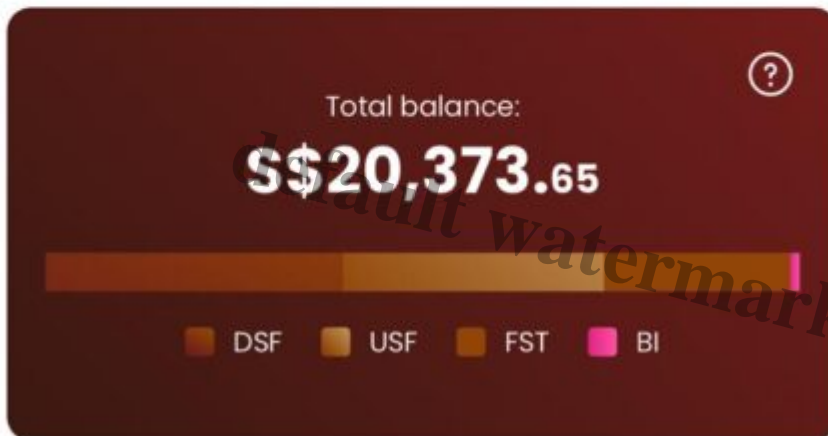 ?
Total balance:
S$20,373.65
default watermark
DSF USF FST BI